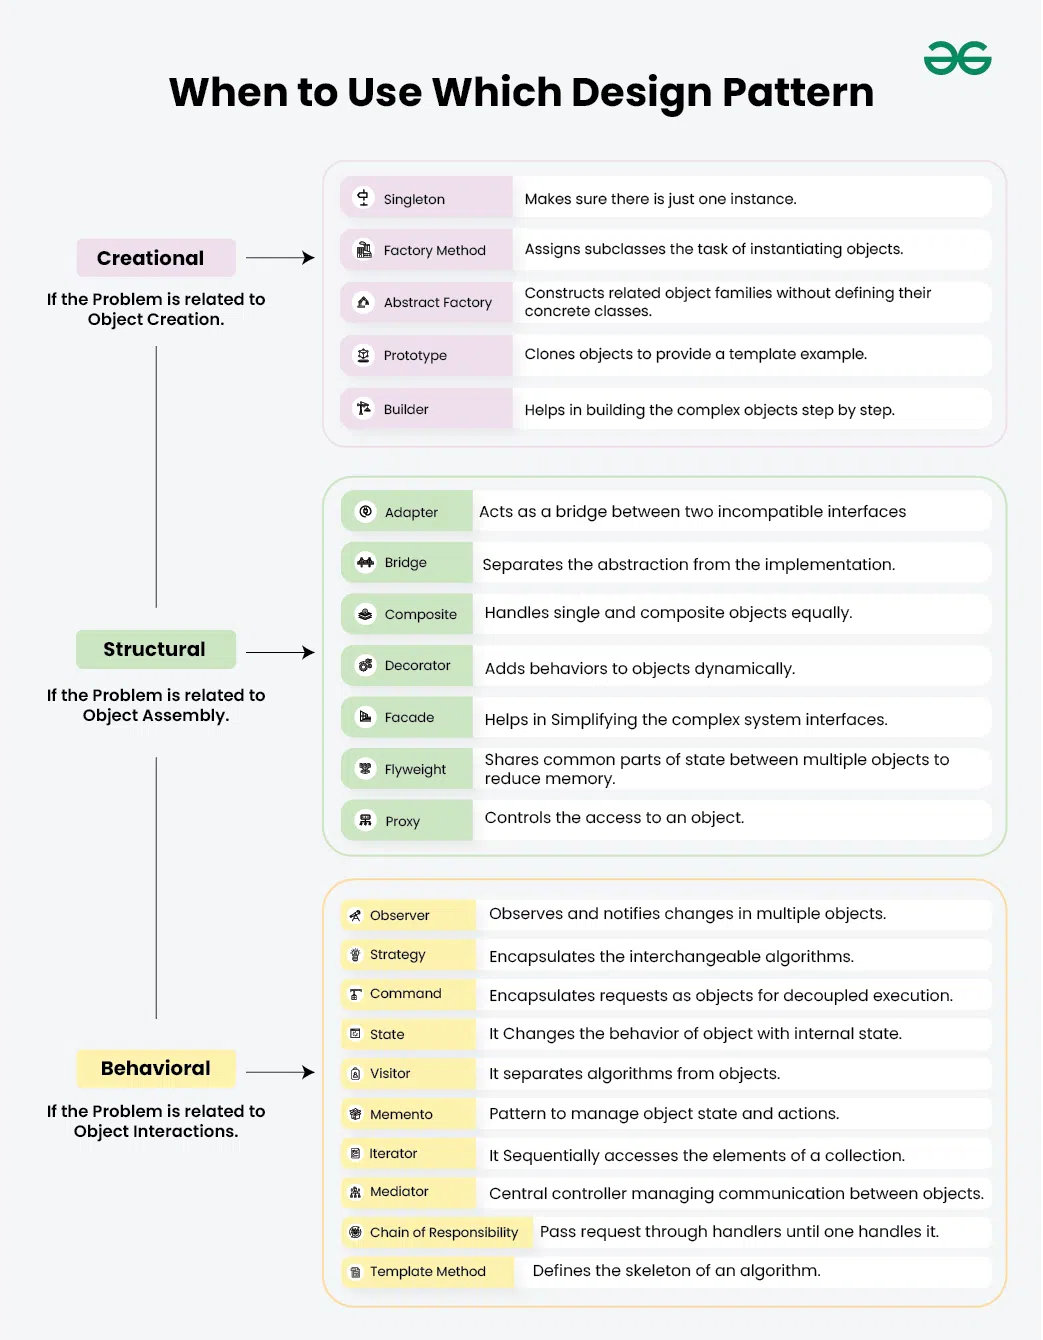 When to Use Which Design Pattern
Creational
If the Problem is related to
Object Creation.
Singleton
Makes sure there is just one instance.
Factory Method
Assigns subclasses the task of instantiating objects.
Abstract Factory
Constructs related object families without defining their
concrete classes.
Prototype
Clones objects to provide a template example.
Builder
Helps in building the complex objects step by step.
Structural
If the Problem is related to
Object Assembly.
Adapter
Acts as a bridge between two incompatible interfaces
Bridge
Separates the abstraction from the implementation.
Composite
Handles single and composite objects equally.
Decorator
Adds behaviors to objects dynamically.
Facade
Helps in Simplifying the complex system interfaces.
Flyweight
Shares common parts of state between multiple objects to
reduce memory.
Proxy
Controls the access to an object.
Behavioral
If the Problem is related to
Object Interactions.
Observer
Observes and notifies changes in multiple objects.
Strategy
Encapsulates the interchangeable algorithms.
Command
Encapsulates requests as objects for decoupled execution.
State
It Changes the behavior of object with internal state.
Visitor
It separates algorithms from objects.
Memento
Pattern to manage object state and actions.
Iterator
It Sequentially accesses the elements of a collection.
Mediator
Central controller managing communication between objects.
Chain of Responsibility
Pass request through handlers until one handles it.
Template Method
Defines the skeleton of an algorithm.